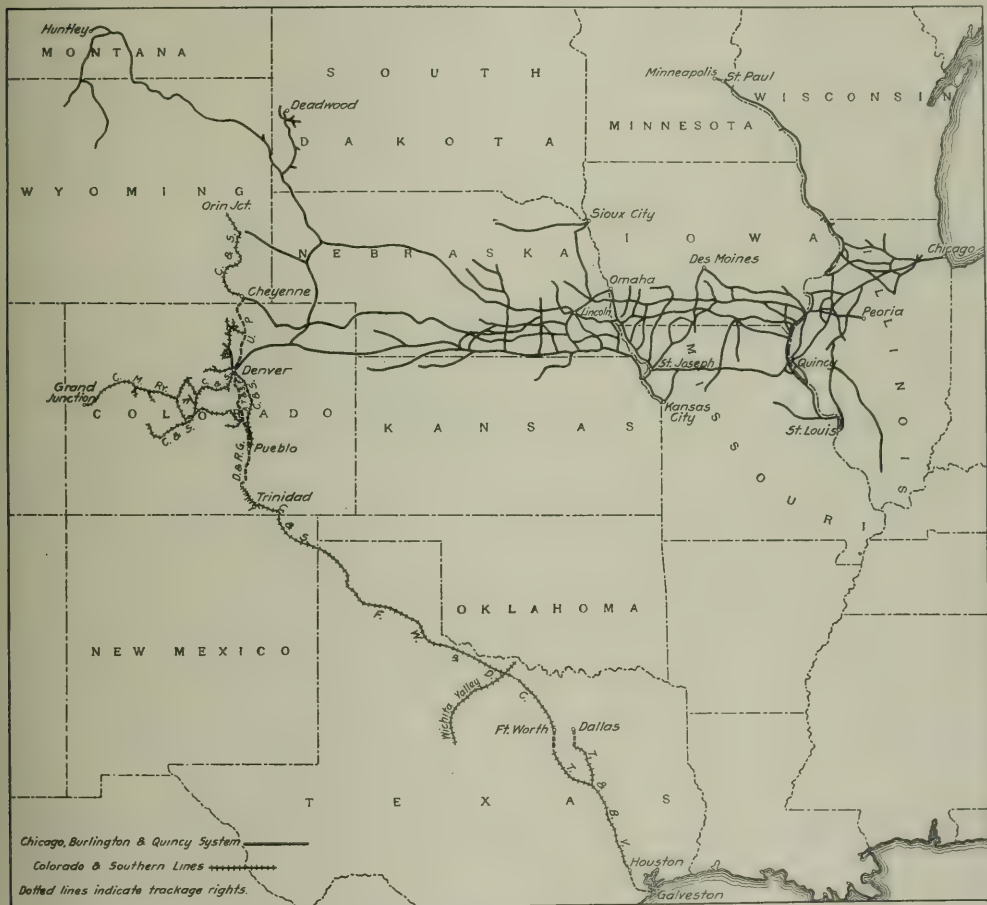 Huntley
MONTANA
SOUTH
DAKOTA
Deadwood
Minneapolis
St. Paul
WISCONSIN
MINNESOTA
WYOMING
Orin Jct.
C. & S.
Sioux City
NEBRASKA
IOWA
Des Moines
Chicago
Omaha
Lincoln
Cheyenne
U. P.
Peoria
ILLINOIS
Denver
Quincy
St. Joseph
MISSOURI
Grand Junction
C. M. Ry.
C. & S.
C. & S.
COLORADO
C. & S.
KANSAS
Kansas City
St. Louis
Pueblo
D. & R. G.
Trinidad
C. & S.
OKLAHOMA
NEW MEXICO
F. W. & D. C.
Wichita Valley
Ft. Worth
Dallas
T. & B. V.
TEXAS
Houston
Galveston
Chicago, Burlington & Quincy System
Colorado & Southern Lines
Dotted lines indicate trackage rights.